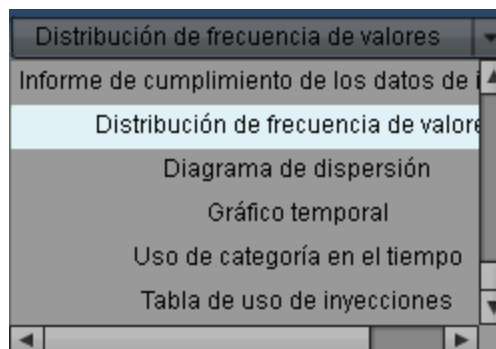 Distribución de frecuencia de valores
Informe de cumplimiento de los datos de
Distribución de frecuencia de
Diagrama de dispersión
Gráfico temporal
Uso de categoría en el tiempo
Tabla de uso de inyecciones